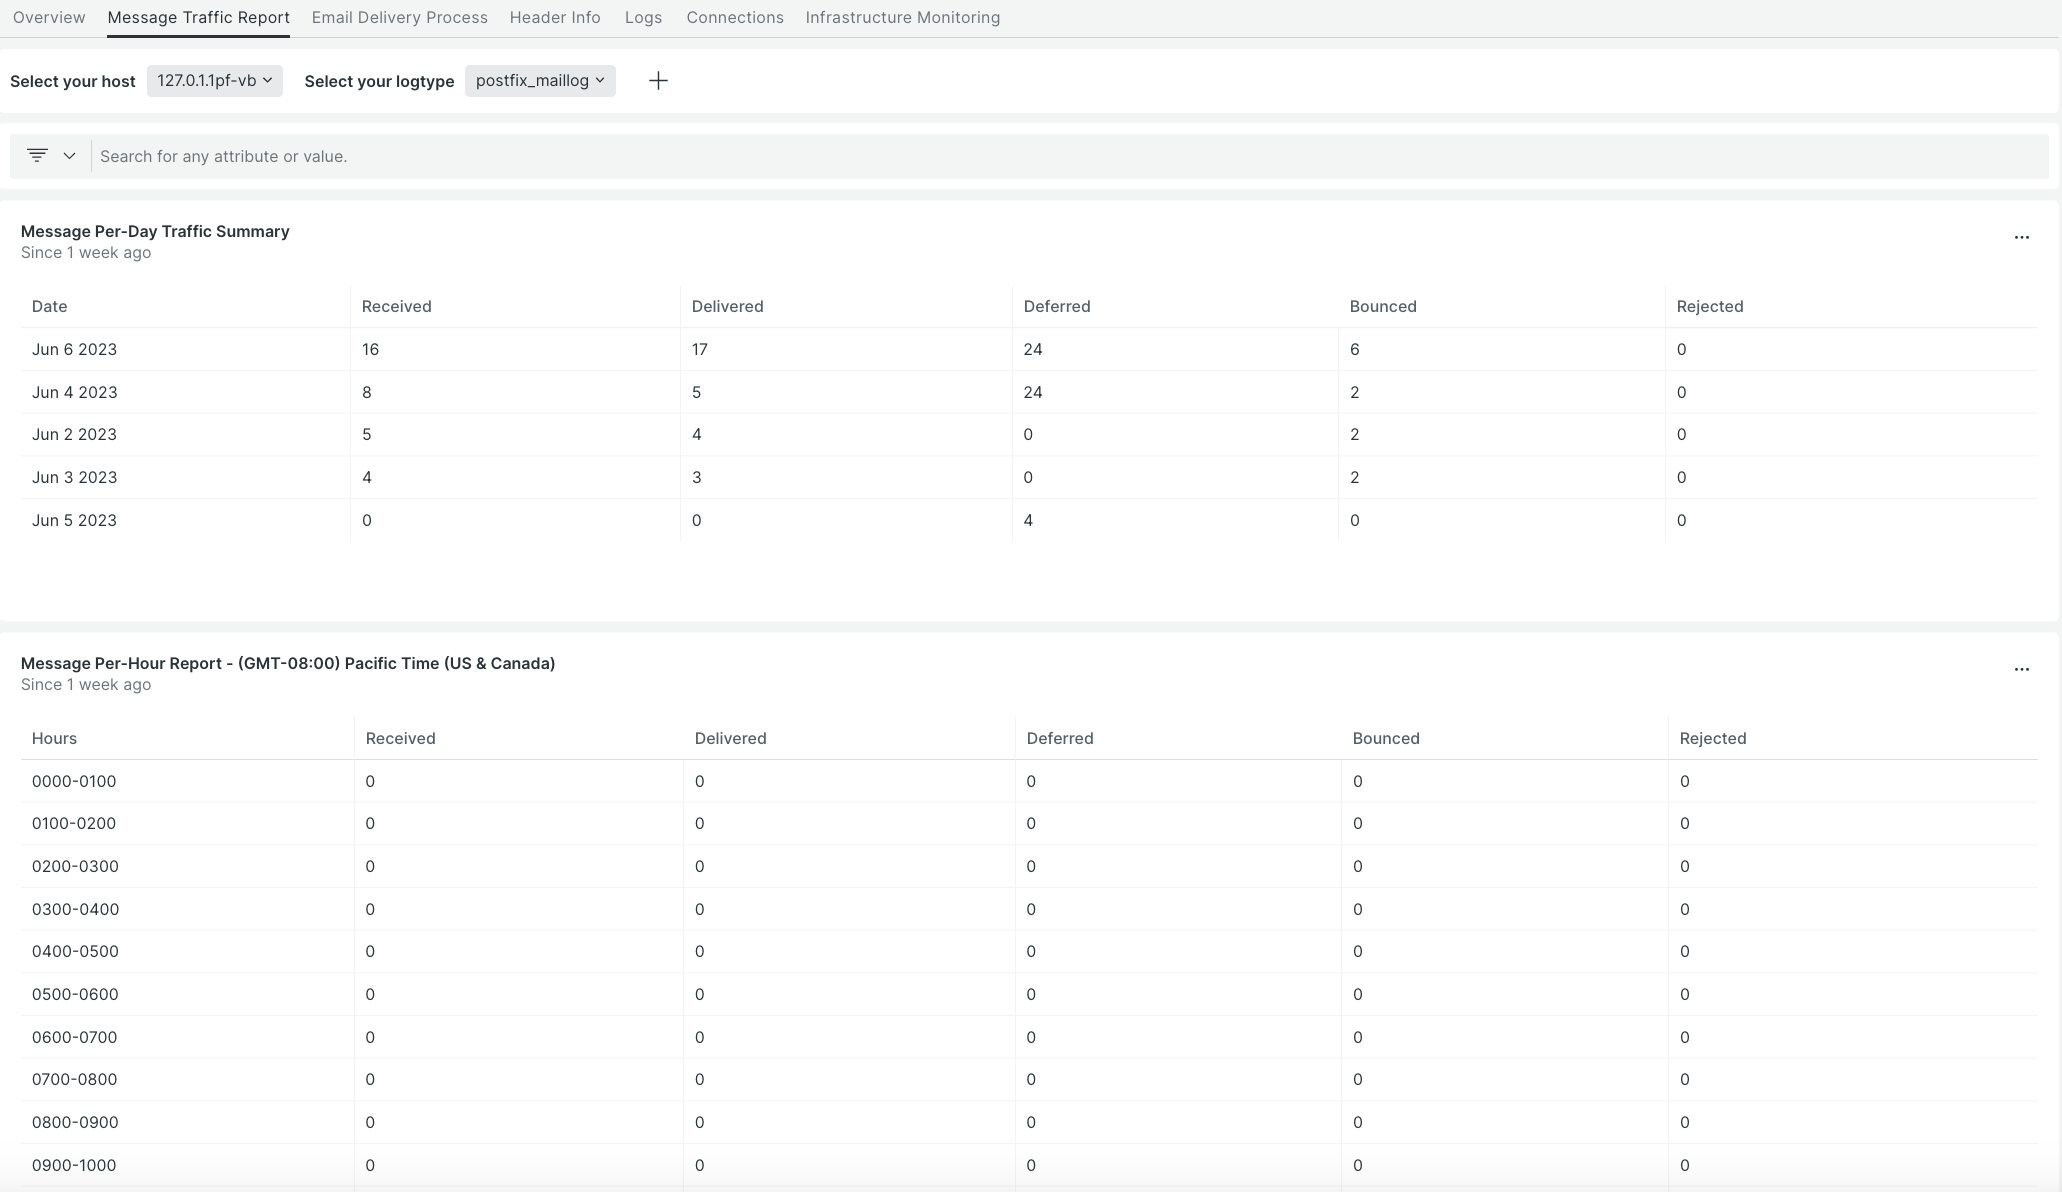 Overview Message Traffic Report Email Delivery Process Header Info Logs Connections Infrastructure Monitoring
Select your host 127.0.1.1pf-vb Select your logtype postfix_maillog
Search for any attribute or value.
Message Per-Day Traffic Summary
Since 1 week ago
Date Received Delivered Deferred Bounced Rejected
Jun 6 2023 16 17 24 6 0
Jun 4 2023 8 5 24 2 0
Jun 2 2023 5 4 0 2 0
Jun 3 2023 4 3 0 2 0
Jun 5 2023 0 0 4 0 0
Message Per-Hour Report - (GMT-08:00) Pacific Time (US & Canada)
Since 1 week ago
Hours Received Delivered Deferred Bounced Rejected
0000-0100 0 0 0 0 0
0100-0200 0 0 0 0 0
0200-0300 0 0 0 0 0
0300-0400 0 0 0 0 0
0400-0500 0 0 0 0 0
0500-0600 0 0 0 0 0
0600-0700 0 0 0 0 0
0700-0800 0 0 0 0 0
0800-0900 0 0 0 0 0
0900-1000 0 0 0 0 0